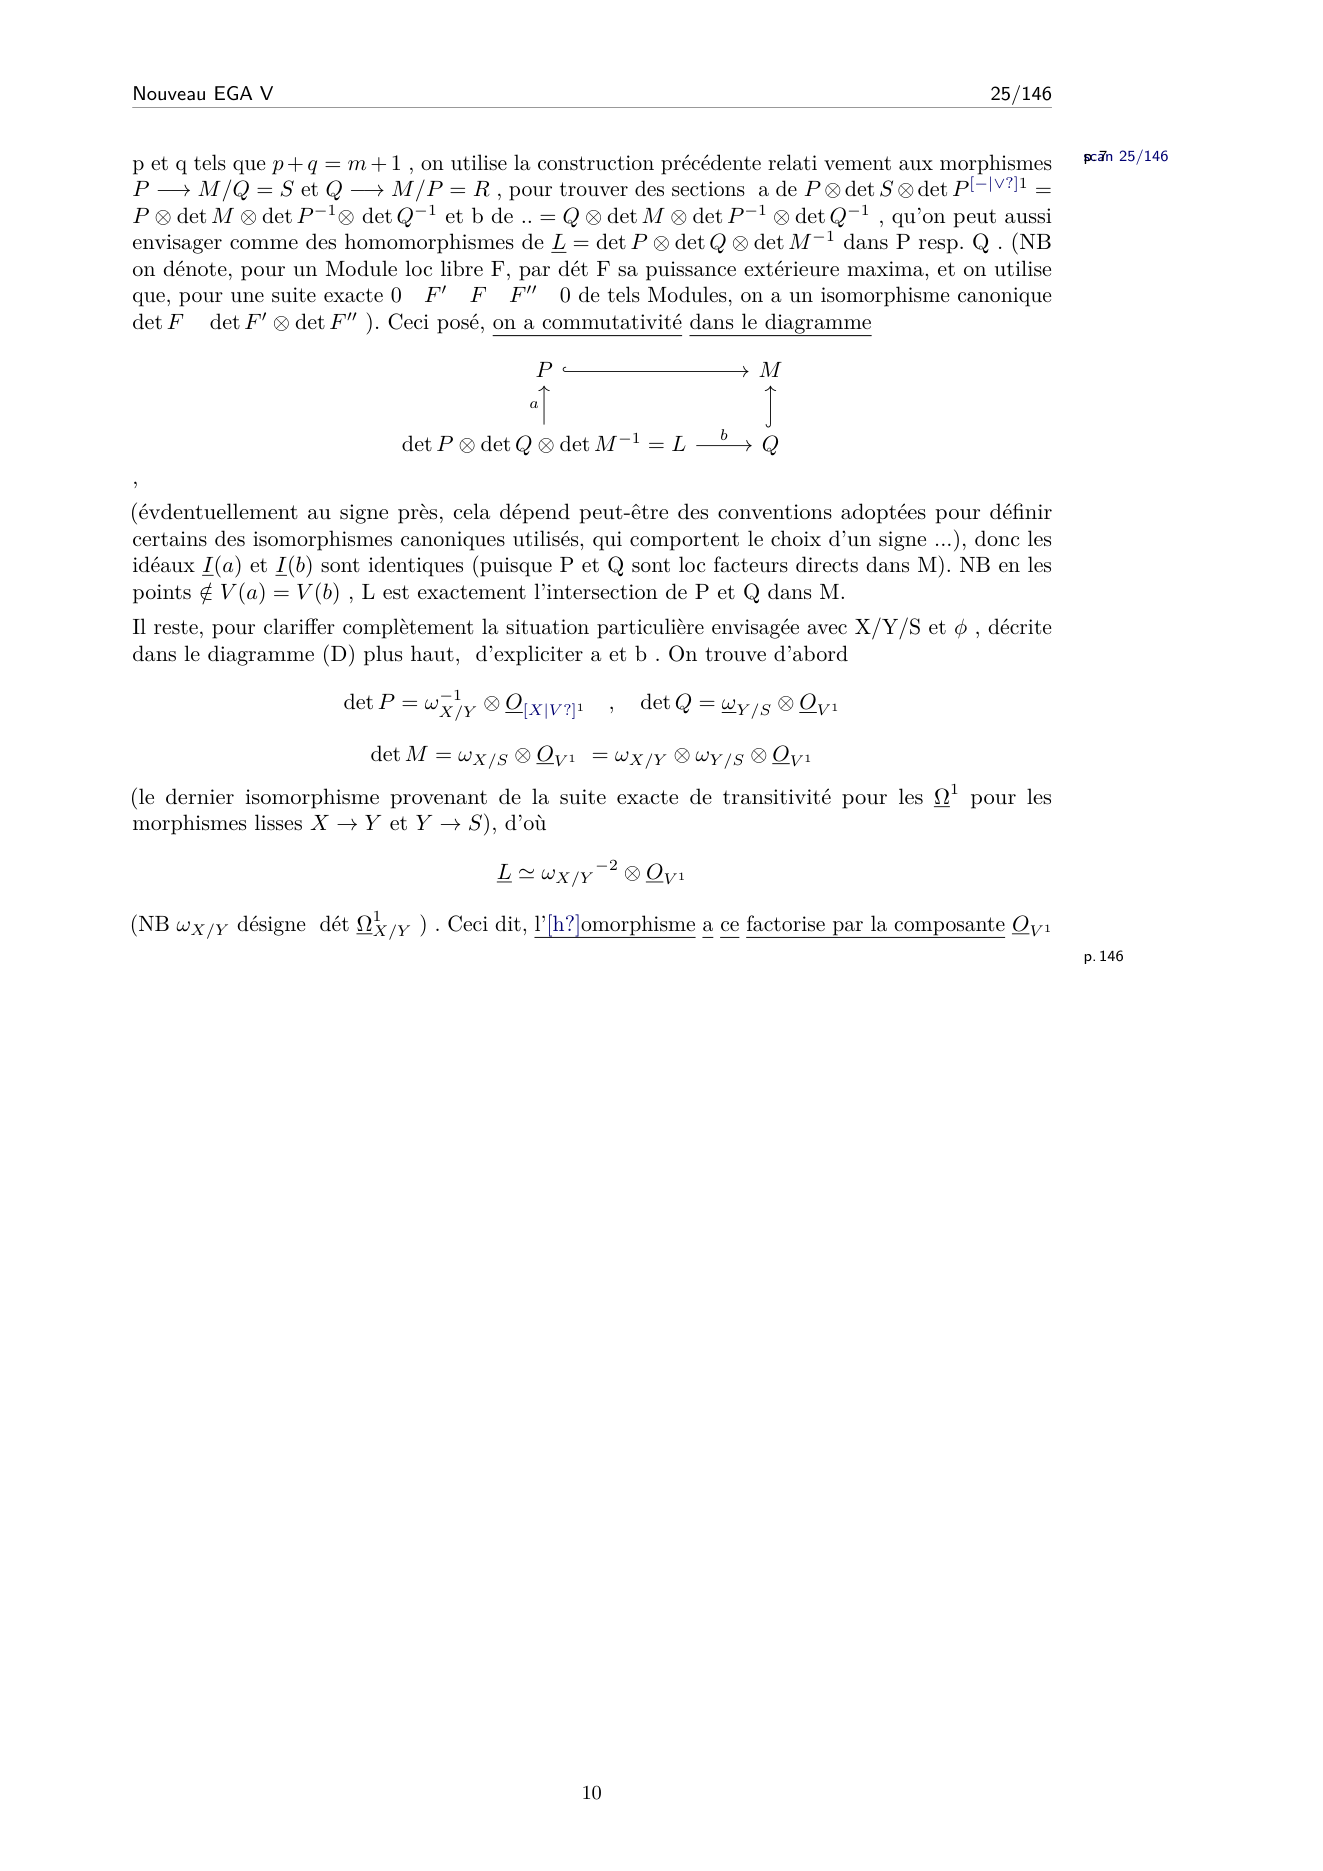 Nouveau EGA V 25/146
p et q tels que p + q = m + 1 , on utilise la construction précédente relati vement aux morphismes
P ⟶ M/Q = S et Q ⟶ M/P = R , pour trouver des sections a de P ⊗ det S ⊗ det P^{[−|∨?]1} =
P ⊗ det M ⊗ det P^{−1}⊗ det Q^{−1} et b de .. = Q ⊗ det M ⊗ det P^{−1} ⊗ det Q^{−1} , qu'on peut aussi
envisager comme des homomorphismes de L = det P ⊗ det Q ⊗ det M^{−1} dans P resp. Q . (NB
on dénote, pour un Module loc libre F, par dét F sa puissance extérieure maxima, et on utilise
que, pour une suite exacte 0 F′ F F″ 0 de tels Modules, on a un isomorphisme canonique
det F det F′ ⊗ det F″ ). Ceci posé, on a commutativité dans le diagramme
P ↪ M
a
det P ⊗ det Q ⊗ det M^{−1} = L ⟶ b Q
,
(évdentuellement au signe près, cela dépend peut-être des conventions adoptées pour définir
certains des isomorphismes canoniques utilisés, qui comportent le choix d'un signe ...), donc les
idéaux I(a) et I(b) sont identiques (puisque P et Q sont loc facteurs directs dans M). NB en les
points ∉ V(a) = V(b) , L est exactement l'intersection de P et Q dans M.
Il reste, pour clariffer complètement la situation particulière envisagée avec X/Y/S et ϕ , décrite
dans le diagramme (D) plus haut, d'expliciter a et b . On trouve d'abord
det P = ω^{−1}_{X/Y} ⊗ O_{[X|V?]^1} , det Q = ω_{Y/S} ⊗ O_{V^1}
det M = ω_{X/S} ⊗ O_{V^1} = ω_{X/Y} ⊗ ω_{Y/S} ⊗ O_{V^1}
(le dernier isomorphisme provenant de la suite exacte de transitivité pour les Ω^1 pour les
morphismes lisses X → Y et Y → S), d'où
L ≃ ω_{X/Y}^{−2} ⊗ O_{V^1}
(NB ω_{X/Y} désigne dét Ω^1_{X/Y} ) . Ceci dit, l'[h?]omorphisme a ce factorise par la composante O_{V^1}
scan 25/146
p. 146
10